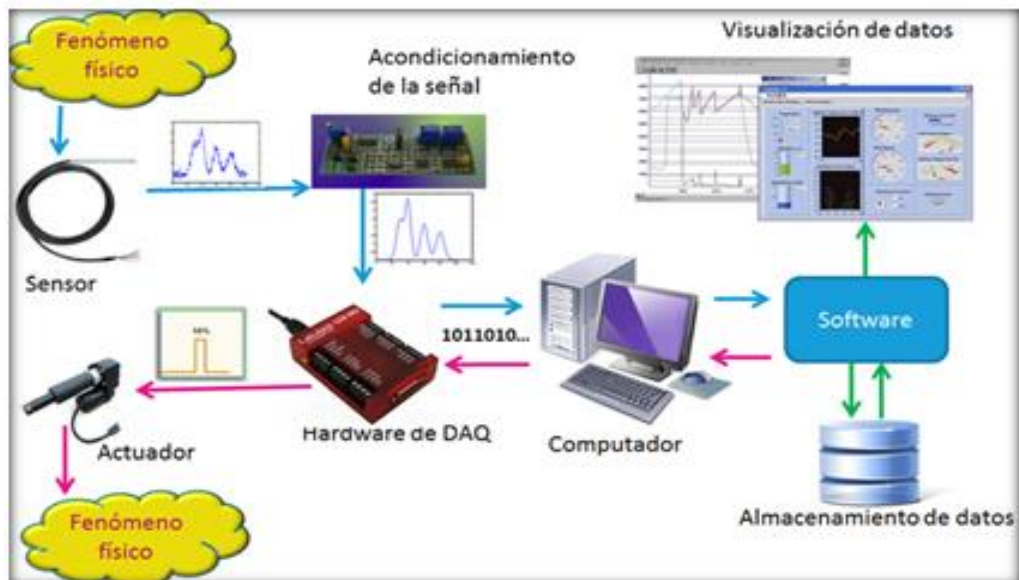 Fenómeno
físico
Acondicionamiento
de la señal
Visualización de datos
Sensor
1011010...
Software
Actuador
Hardware de DAQ
Computador
Almacenamiento de datos
Fenómeno
físico